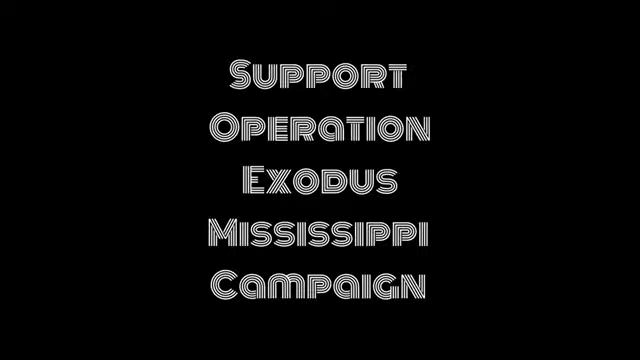 Support
Operation
Exodus
Mississippi
Campaign